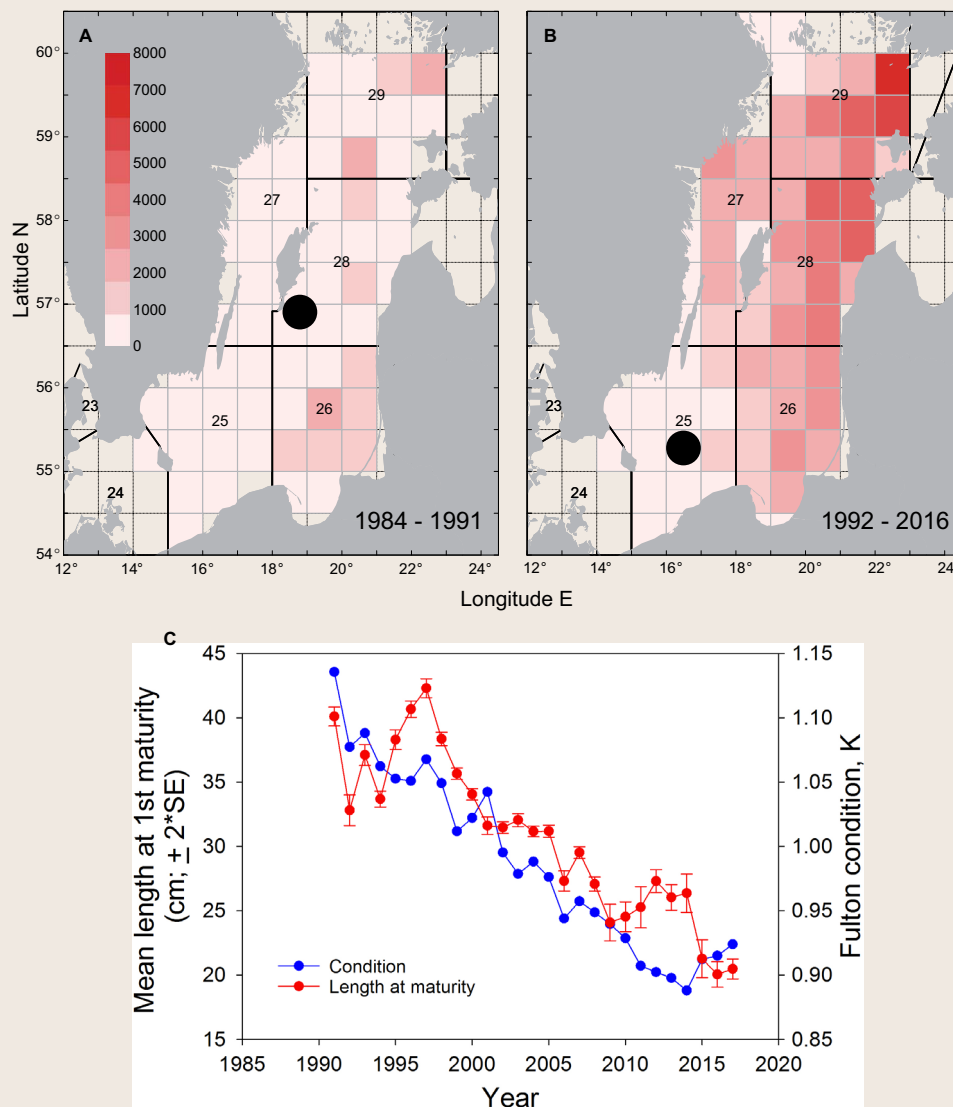 A
B
60°
59°
58°
57°
56°
55°
54°
Latitude N
8000
7000
6000
5000
4000
3000
2000
1000
0
29
27
28
25
26
23
24
1984 - 1991
29
27
28
25
26
23
24
1992 - 2016
12° 14° 16° 18° 20° 22° 24°
12° 14° 16° 18° 20° 22° 24°
Longitude E
C
Mean length at 1st maturity
(cm; + 2*SE)
45
40
35
30
25
20
15
1.15
1.10
1.05
1.00
0.95
0.90
0.85
Fulton condition, K
Condition
Length at maturity
1985 1990 1995 2000 2005 2010 2015 2020
Year